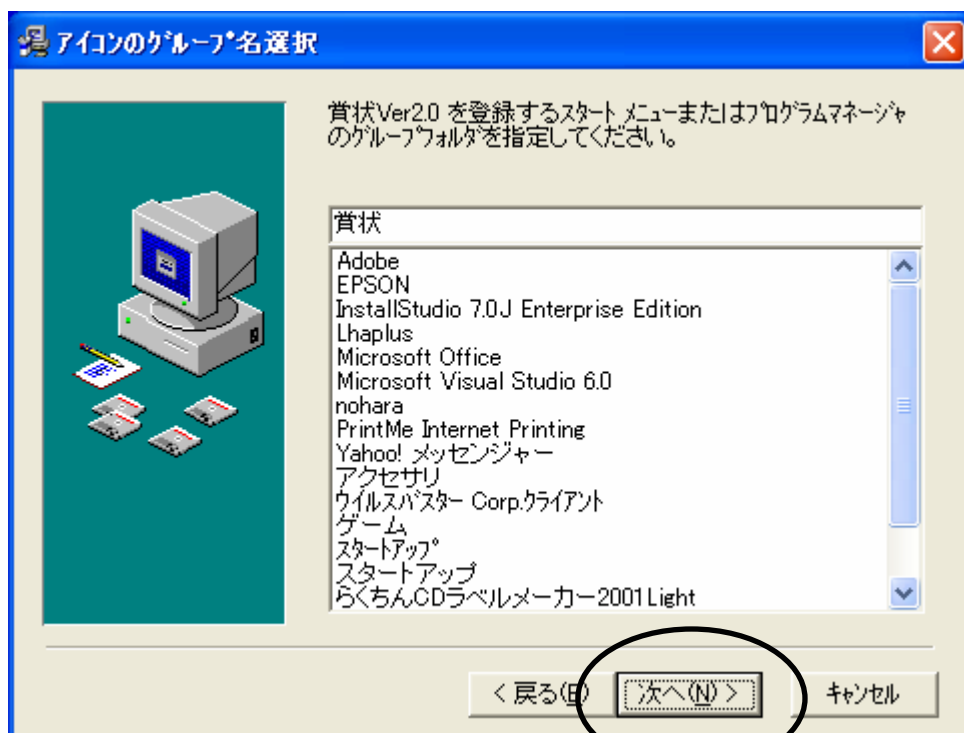 ｱｲｺﾝのｸﾞﾙｰﾌﾟ名選択
賞状Ver2.0 を登録するｽﾀｰﾄ ﾒﾆｭｰまたはﾌﾟﾛｸﾞﾗﾑﾏﾈｰｼﾞｬ
のｸﾞﾙｰﾌﾟﾌｫﾙﾀﾞを指定してください。
賞状
Adobe
EPSON
InstallStudio 7.0J Enterprise Edition
Lhaplus
Microsoft Office
Microsoft Visual Studio 6.0
nohara
PrintMe Internet Printing
Yahoo! メッセンジャー
アクセサリ
ｳｲﾙｽﾊﾞｽﾀｰ Corp.ｸﾗｲｱﾝﾄ
ゲーム
ｽﾀｰﾄｱｯﾌﾟ
スタートアップ
らくちんCDラベルメーカー2001Light
< 戻る(B)
次へ(N) >
ｷｬﾝｾﾙ